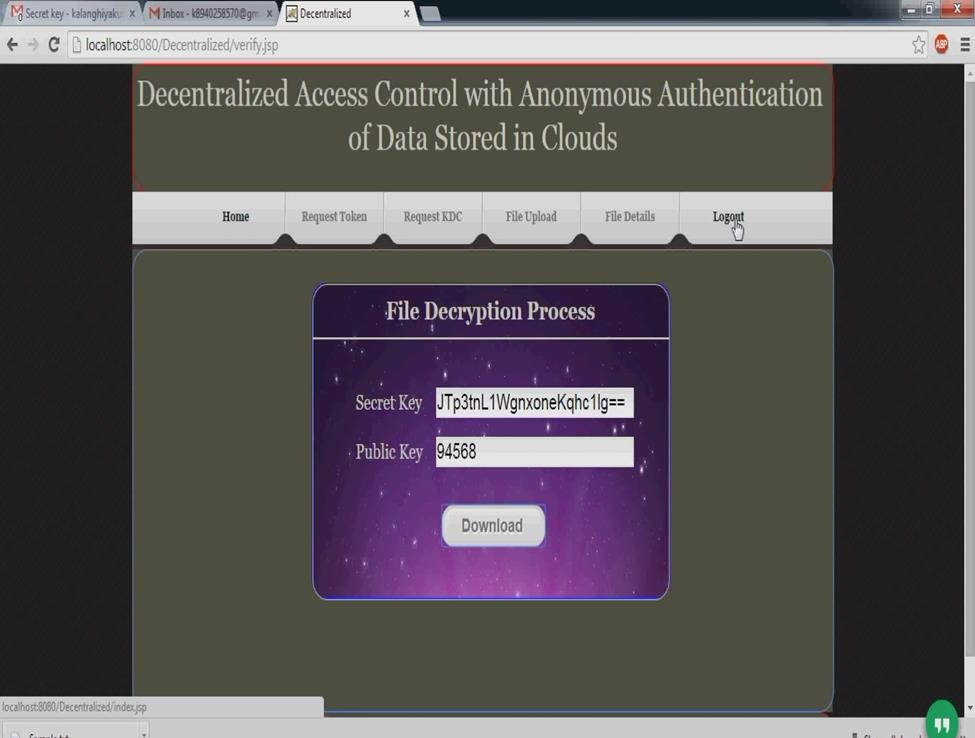 Secret key - kalanghiyaku
Inbox - k8940258570@gm
Decentralized
localhost:8080/Decentralized/verify.jsp
ABP
Decentralized Access Control with Anonymous Authentication
of Data Stored in Clouds
Home Request Token Request KDC File Upload File Details Logout
File Decryption Process
Secret Key JTp3tnL1WgnxoneKqhc1lg==
Public Key 94568
Download
localhost:8080/Decentralized/index.jsp